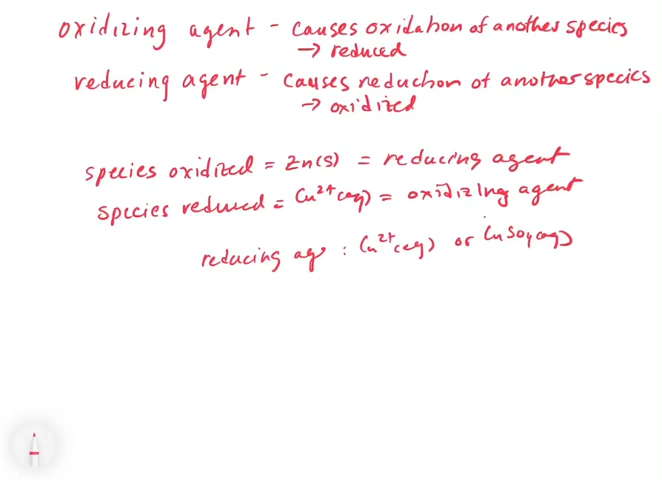 oxidizing agent - causes oxidation of another species
→ reduced
reducing agent - causes reduction of another species
→ oxidized
species oxidized = Zn(s) = reducing agent
species reduced = Cu²⁺(aq) = oxidizing agent
reducing ag : Cu²⁺(aq) or CuSO₄(aq)